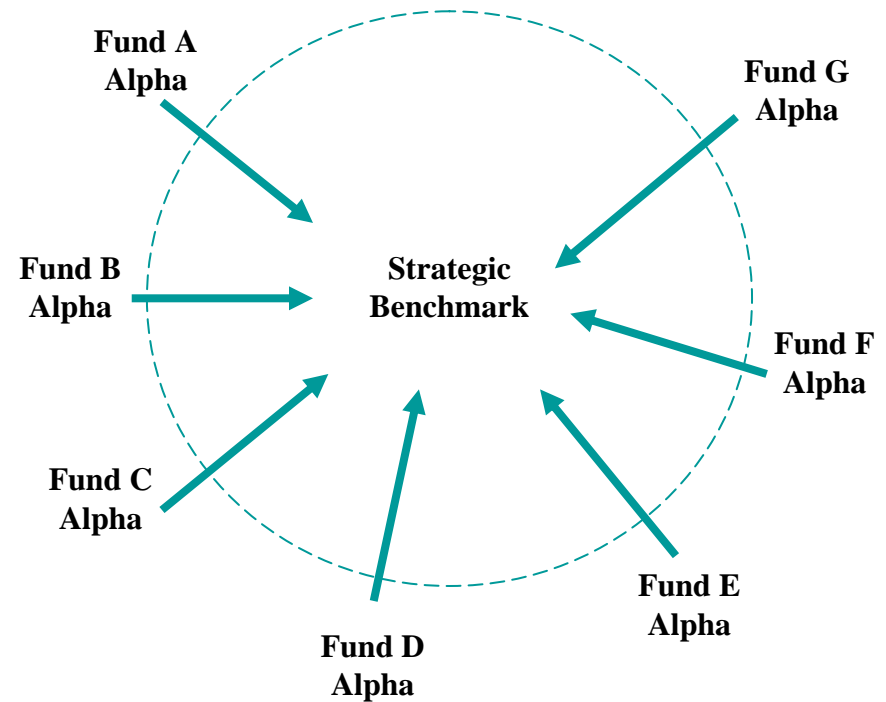 Fund A
Alpha
Fund G
Alpha
Fund B
Alpha
Strategic
Benchmark
Fund F
Alpha
Fund C
Alpha
Fund E
Alpha
Fund D
Alpha